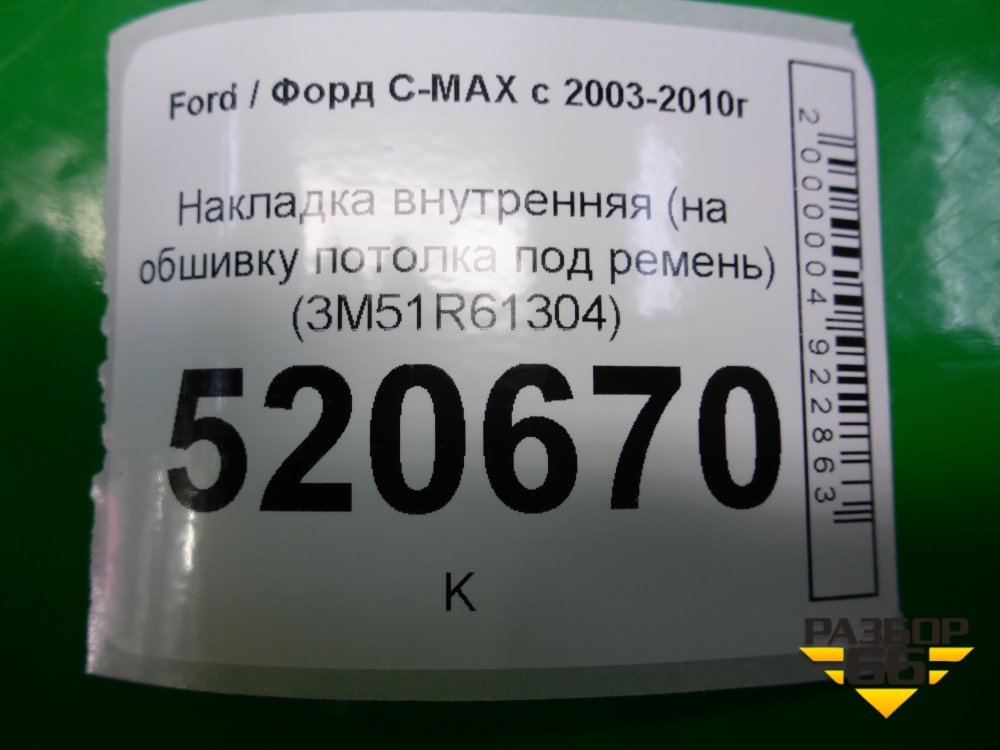 Ford / Форд C-MAX с 2003-2010г
Накладка внутренняя (на
обшивку потолка под ремень)
(3M51R61304)
520670
К
2000004922863
РАЗБОР
66